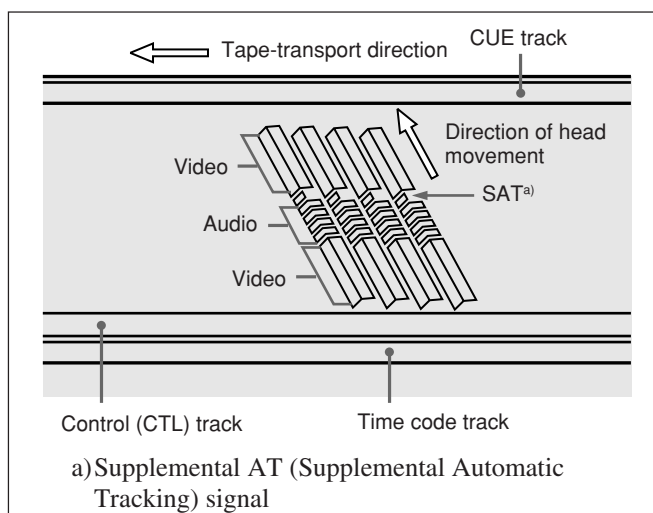 Tape-transport direction
CUE track
Direction of head
movement
Video
SATa)
Audio
Video
Control (CTL) track
Time code track
a) Supplemental AT (Supplemental Automatic
Tracking) signal